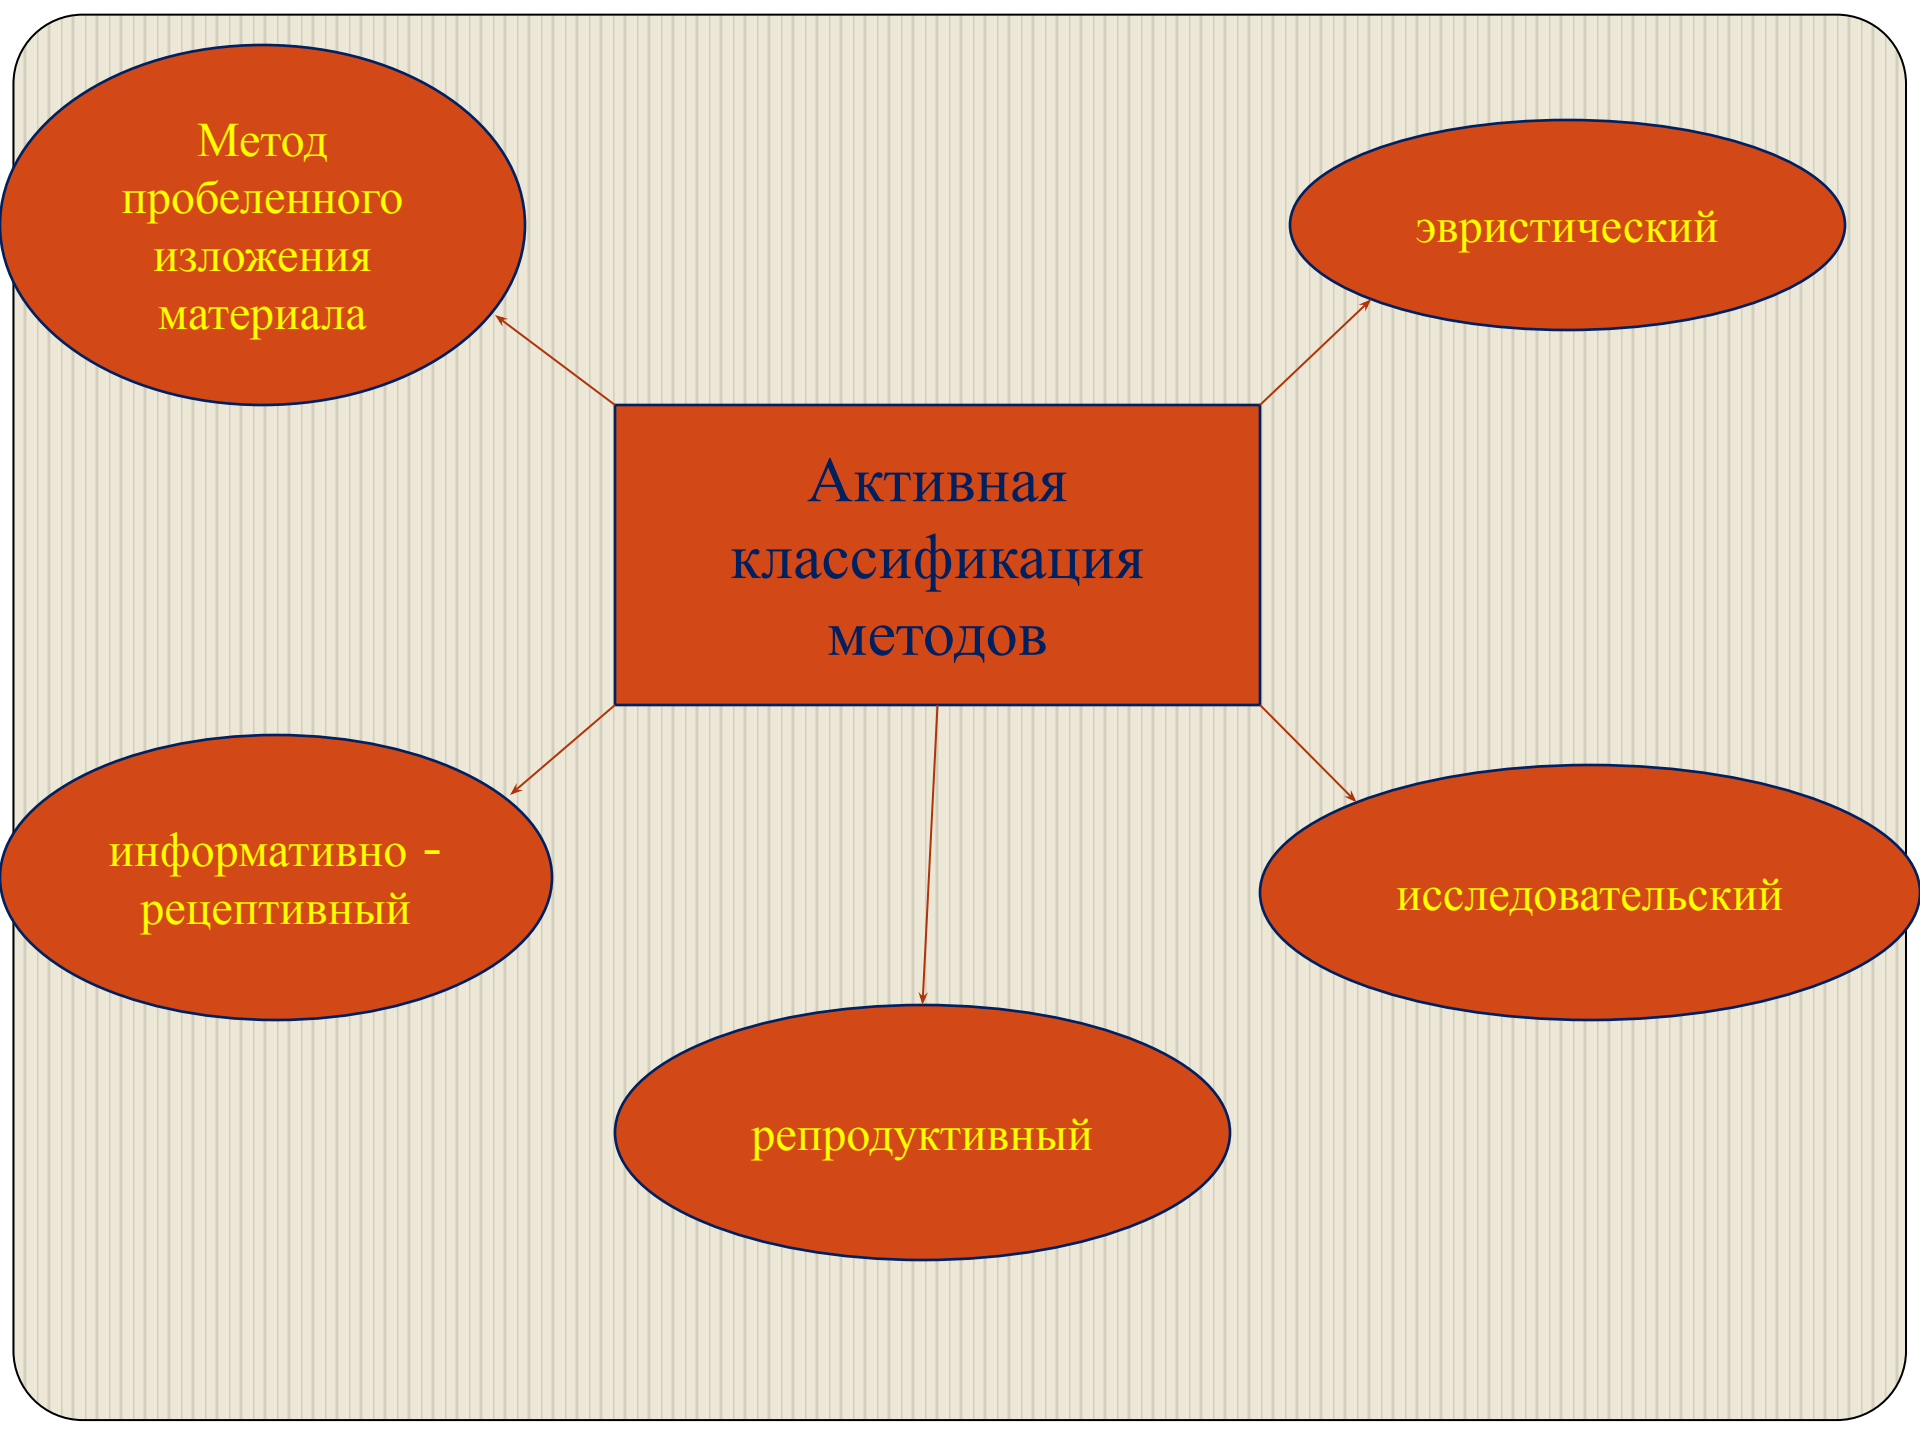 Метод
пробеленного
изложения
материала
эвристический
Активная
классификация
методов
информативно -
рецептивный
исследовательский
репродуктивный